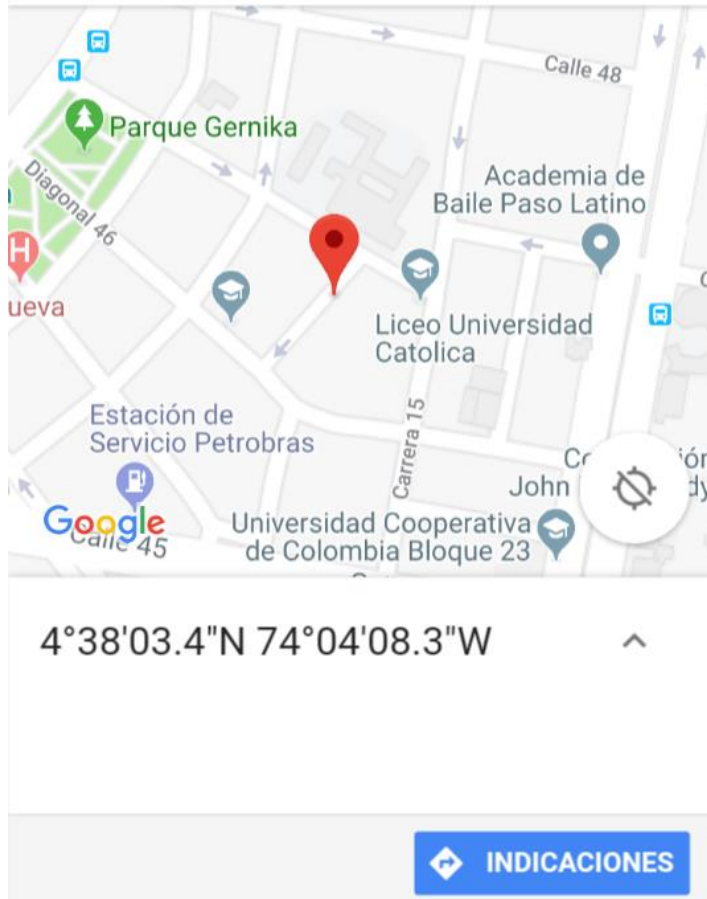 Calle 48
Parque Gernika
Academia de
Baile Paso Latino
Diagonal 46
H
ueva
Liceo Universidad
Catolica
Carrera 15
Estación de
Servicio Petrobras
John
Google
Calle 45
Universidad Cooperativa
de Colombia Bloque 23
4°38'03.4"N 74°04'08.3"W
INDICACIONES